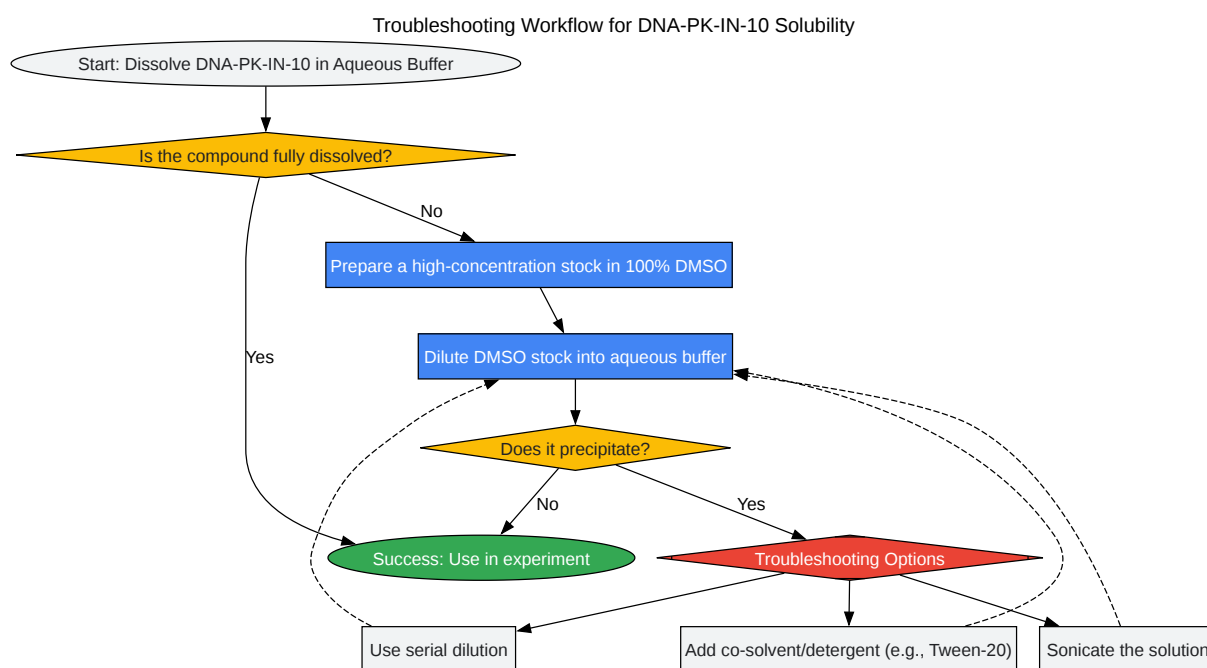 Troubleshooting Workflow for DNA-PK-IN-10 Solubility
Start: Dissolve DNA-PK-IN-10 in Aqueous Buffer
Is the compound fully dissolved?
No
Prepare a high-concentration stock in 100% DMSO
Yes
Dilute DMSO stock into aqueous buffer
Does it precipitate?
No
Yes
Success: Use in experiment
Troubleshooting Options
Use serial dilution
Add co-solvent/detergent (e.g., Tween-20)
Sonicate the solution